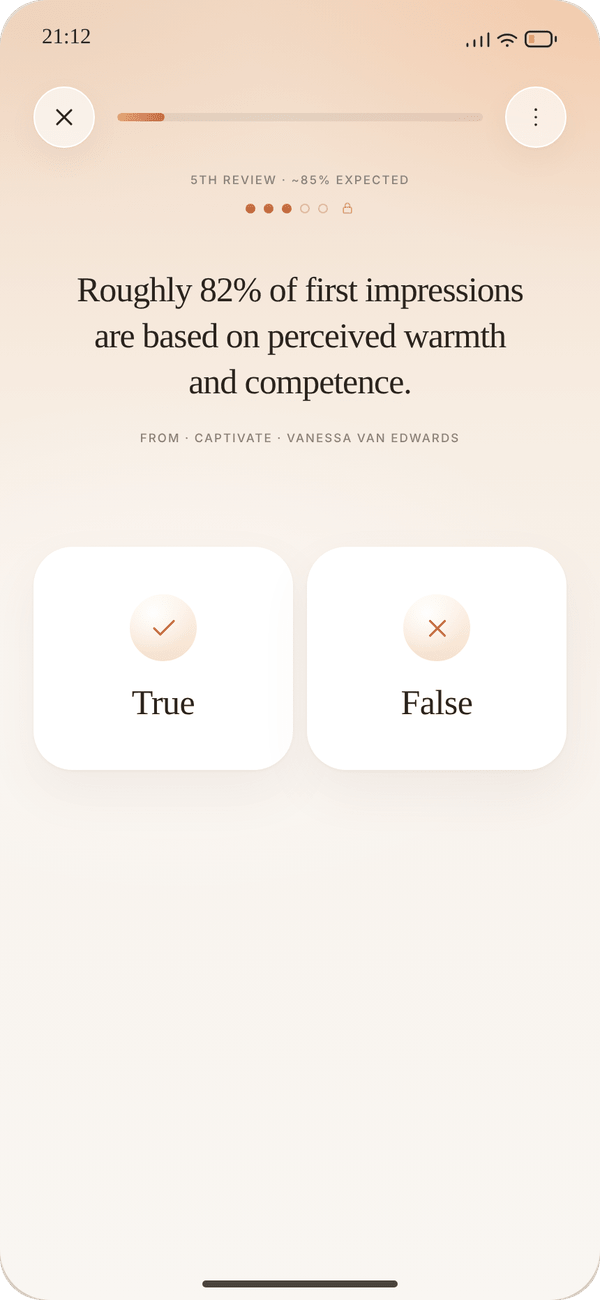 21:12
5TH REVIEW · ~85% EXPECTED
Roughly 82% of first impressions
are based on perceived warmth
and competence.
FROM · CAPTIVATE · VANESSA VAN EDWARDS
True
False